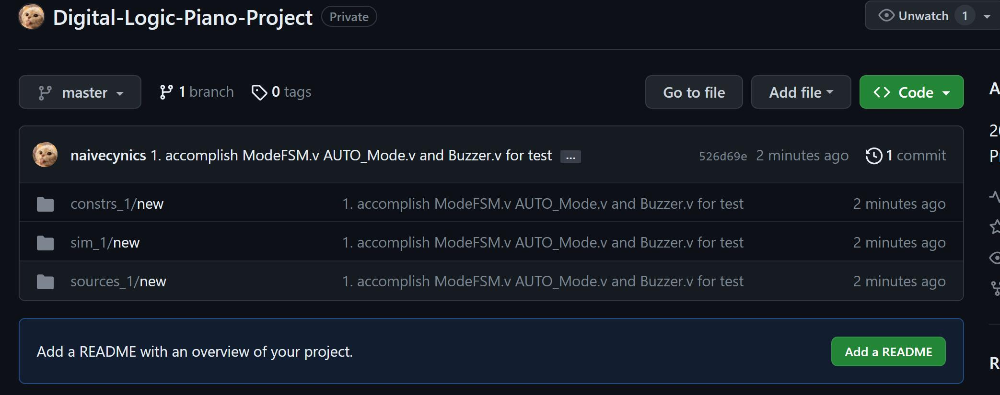 Digital-Logic-Piano-Project Private Unwatch 1
master 1 branch 0 tags Go to file Add file <> Code
naivecynics 1. accomplish ModeFSM.v AUTO_Mode.v and Buzzer.v for test ... 526d69e 2 minutes ago 1 commit
constrs_1/new 1. accomplish ModeFSM.v AUTO_Mode.v and Buzzer.v for test 2 minutes ago
sim_1/new 1. accomplish ModeFSM.v AUTO_Mode.v and Buzzer.v for test 2 minutes ago
sources_1/new 1. accomplish ModeFSM.v AUTO_Mode.v and Buzzer.v for test 2 minutes ago
Add a README with an overview of your project. Add a README